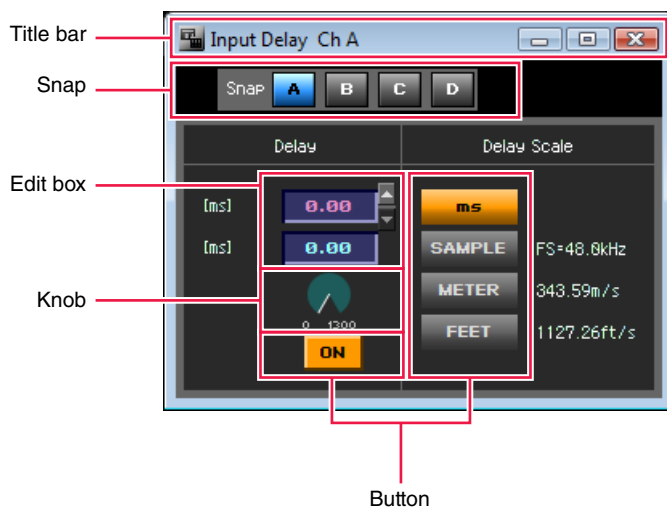 Title bar
Input Delay Ch A
Snap
Snap A B C D
Delay
Delay Scale
Edit box
[ms] 0.00
ms
[ms] 0.00
SAMPLE FS=48.0kHz
Knob
METER 343.59m/s
0 1300
FEET 1127.26ft/s
ON
Button